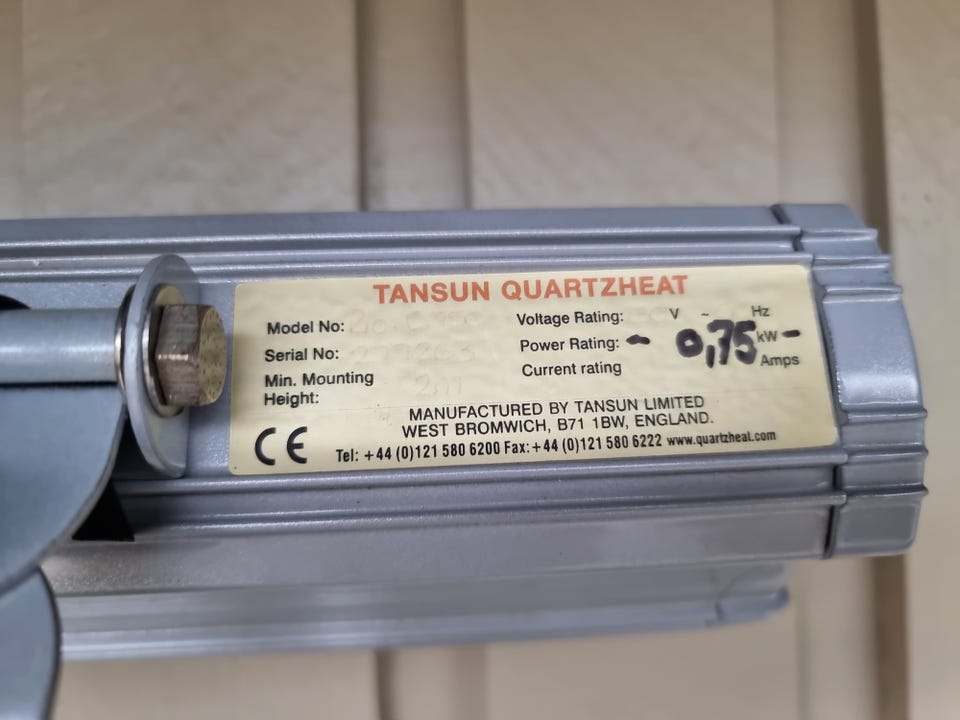 TANSUN QUARTZHEAT
Model No:
Serial No:
Min. Mounting
Height: 2m
Voltage Rating: V ~ Hz
Power Rating: - 0,75 kW -
Current rating Amps
MANUFACTURED BY TANSUN LIMITED
WEST BROMWICH, B71 1BW, ENGLAND.
CE Tel: +44 (0)121 580 6200 Fax: +44 (0)121 580 6222 www.quartzheat.com